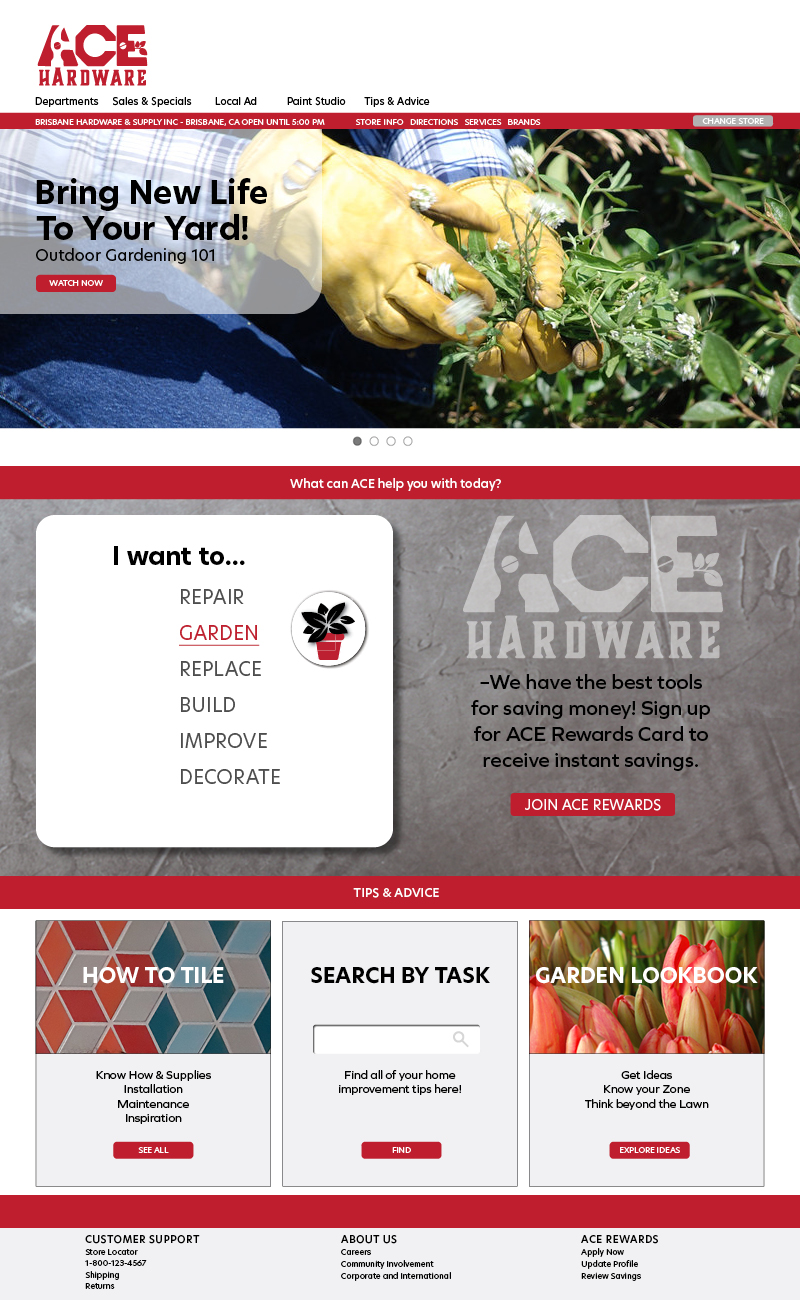 ACE
HARDWARE
Departments Sales & Specials Local Ad Paint Studio Tips & Advice
BRISBANE HARDWARE & SUPPLY INC - BRISBANE, CA OPEN UNTIL 5:00 PM STORE INFO DIRECTIONS SERVICES BRANDS CHANGE STORE
Bring New Life
To Your Yard!
Outdoor Gardening 101
WATCH NOW
What can ACE help you with today?
I want to...
REPAIR
GARDEN
REPLACE
BUILD
IMPROVE
DECORATE
ACE
HARDWARE
–We have the best tools
for saving money! Sign up
for ACE Rewards Card to
receive instant savings.
JOIN ACE REWARDS
TIPS & ADVICE
HOW TO TILE
Know How & Supplies
Installation
Maintenance
Inspiration
SEE ALL
SEARCH BY TASK
Find all of your home
improvement tips here!
FIND
GARDEN LOOKBOOK
Get Ideas
Know your Zone
Think beyond the Lawn
EXPLORE IDEAS
CUSTOMER SUPPORT
Store Locator
1-800-123-4567
Shipping
Returns
ABOUT US
Careers
Community Involvement
Corporate and International
ACE REWARDS
Apply Now
Update Profile
Review Savings